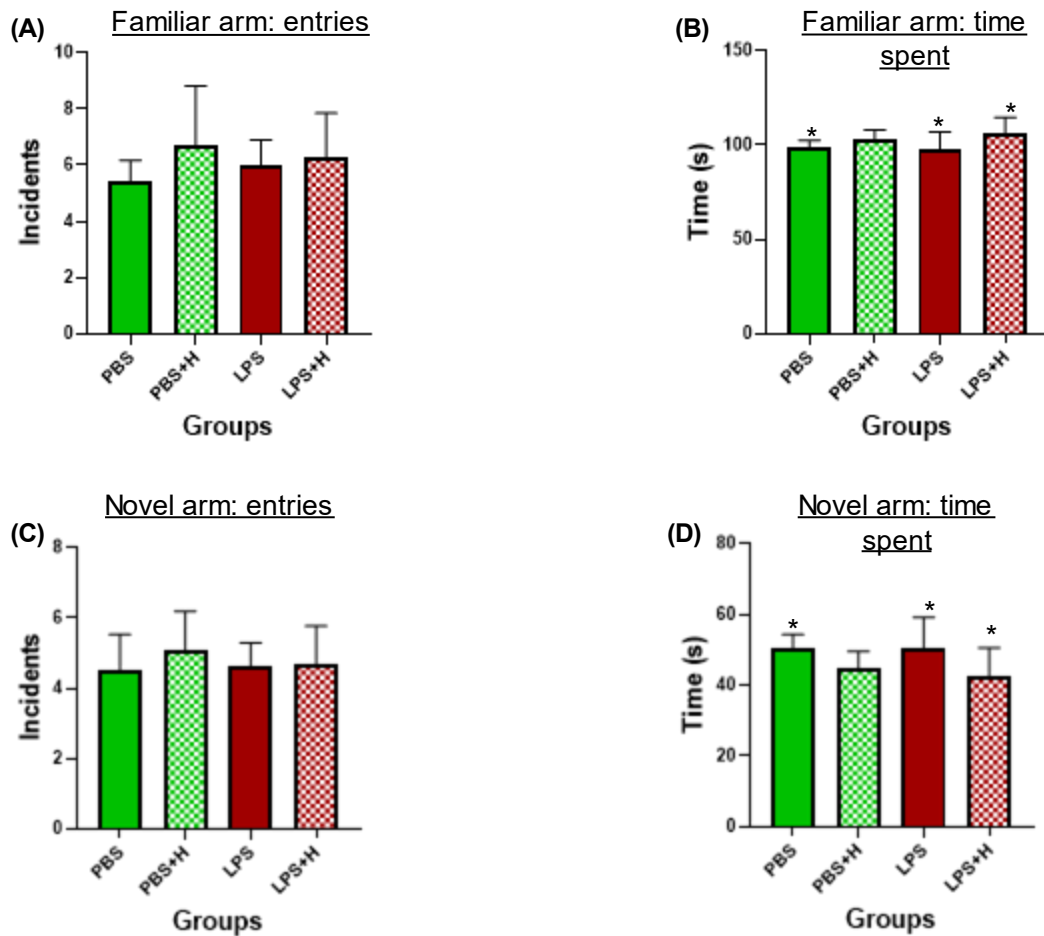 (A)
Familiar arm: entries
10
8
6
4
2
0
Incidents
PBS
PBS+H
LPS
LPS+H
Groups
(B)
Familiar arm: time
spent
150
100
50
0
Time (s)
*
*
*
PBS
PBS+H
LPS
LPS+H
Groups
(C)
Novel arm: entries
8
6
4
2
0
Incidents
PBS
PBS+H
LPS
LPS+H
Groups
(D)
Novel arm: time
spent
80
60
40
20
0
Time (s)
*
*
*
PBS
PBS+H
LPS
LPS+H
Groups